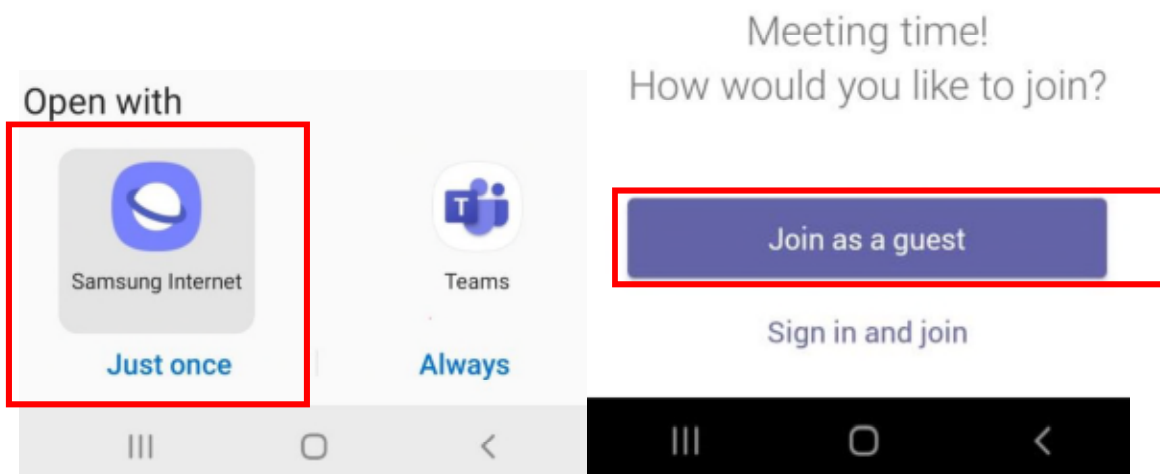 Open with
Samsung Internet
T
Teams
Just once
Always
Meeting time!
How would you like to join?
Join as a guest
Sign in and join